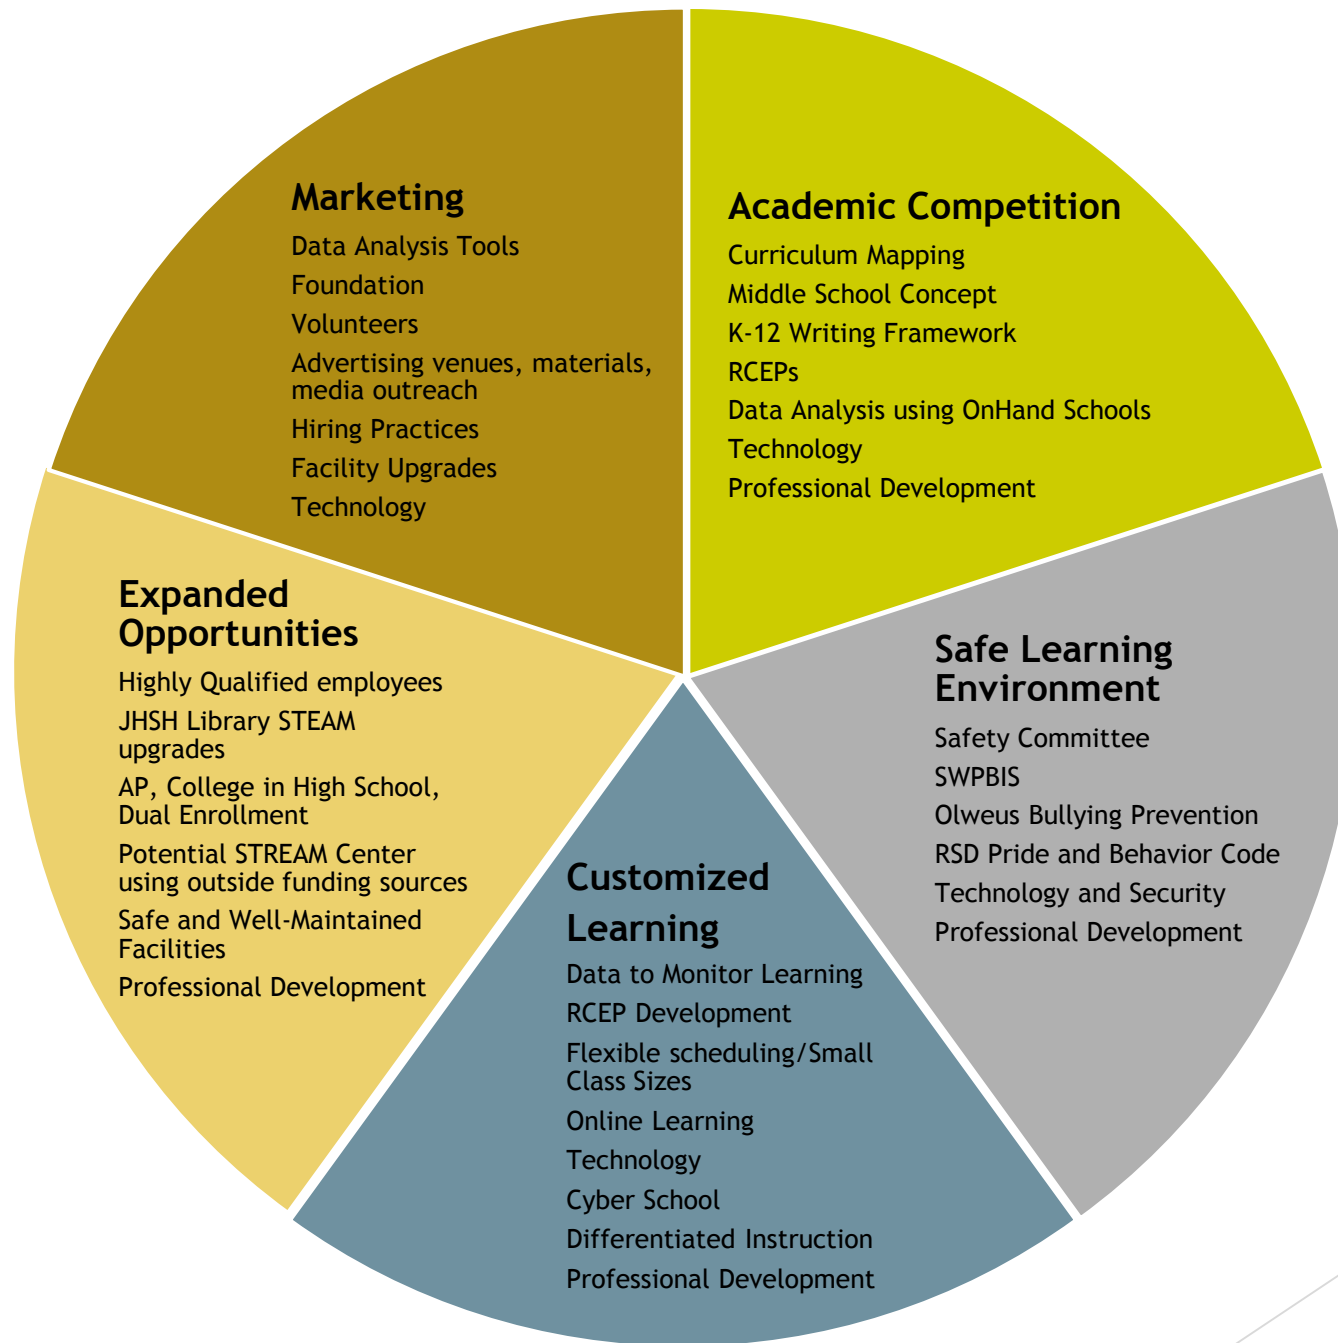 Marketing
Data Analysis Tools
Foundation
Volunteers
Advertising venues, materials,
media outreach
Hiring Practices
Facility Upgrades
Technology
Academic Competition
Curriculum Mapping
Middle School Concept
K-12 Writing Framework
RCEPs
Data Analysis using OnHand Schools
Technology
Professional Development
Expanded
Opportunities
Highly Qualified employees
JHSH Library STEAM
upgrades
AP, College in High School,
Dual Enrollment
Potential STREAM Center
using outside funding sources
Safe and Well-Maintained
Facilities
Professional Development
Safe Learning
Environment
Safety Committee
SWPBIS
Olweus Bullying Prevention
RSD Pride and Behavior Code
Technology and Security
Professional Development
Customized
Learning
Data to Monitor Learning
RCEP Development
Flexible scheduling/Small
Class Sizes
Online Learning
Technology
Cyber School
Differentiated Instruction
Professional Development